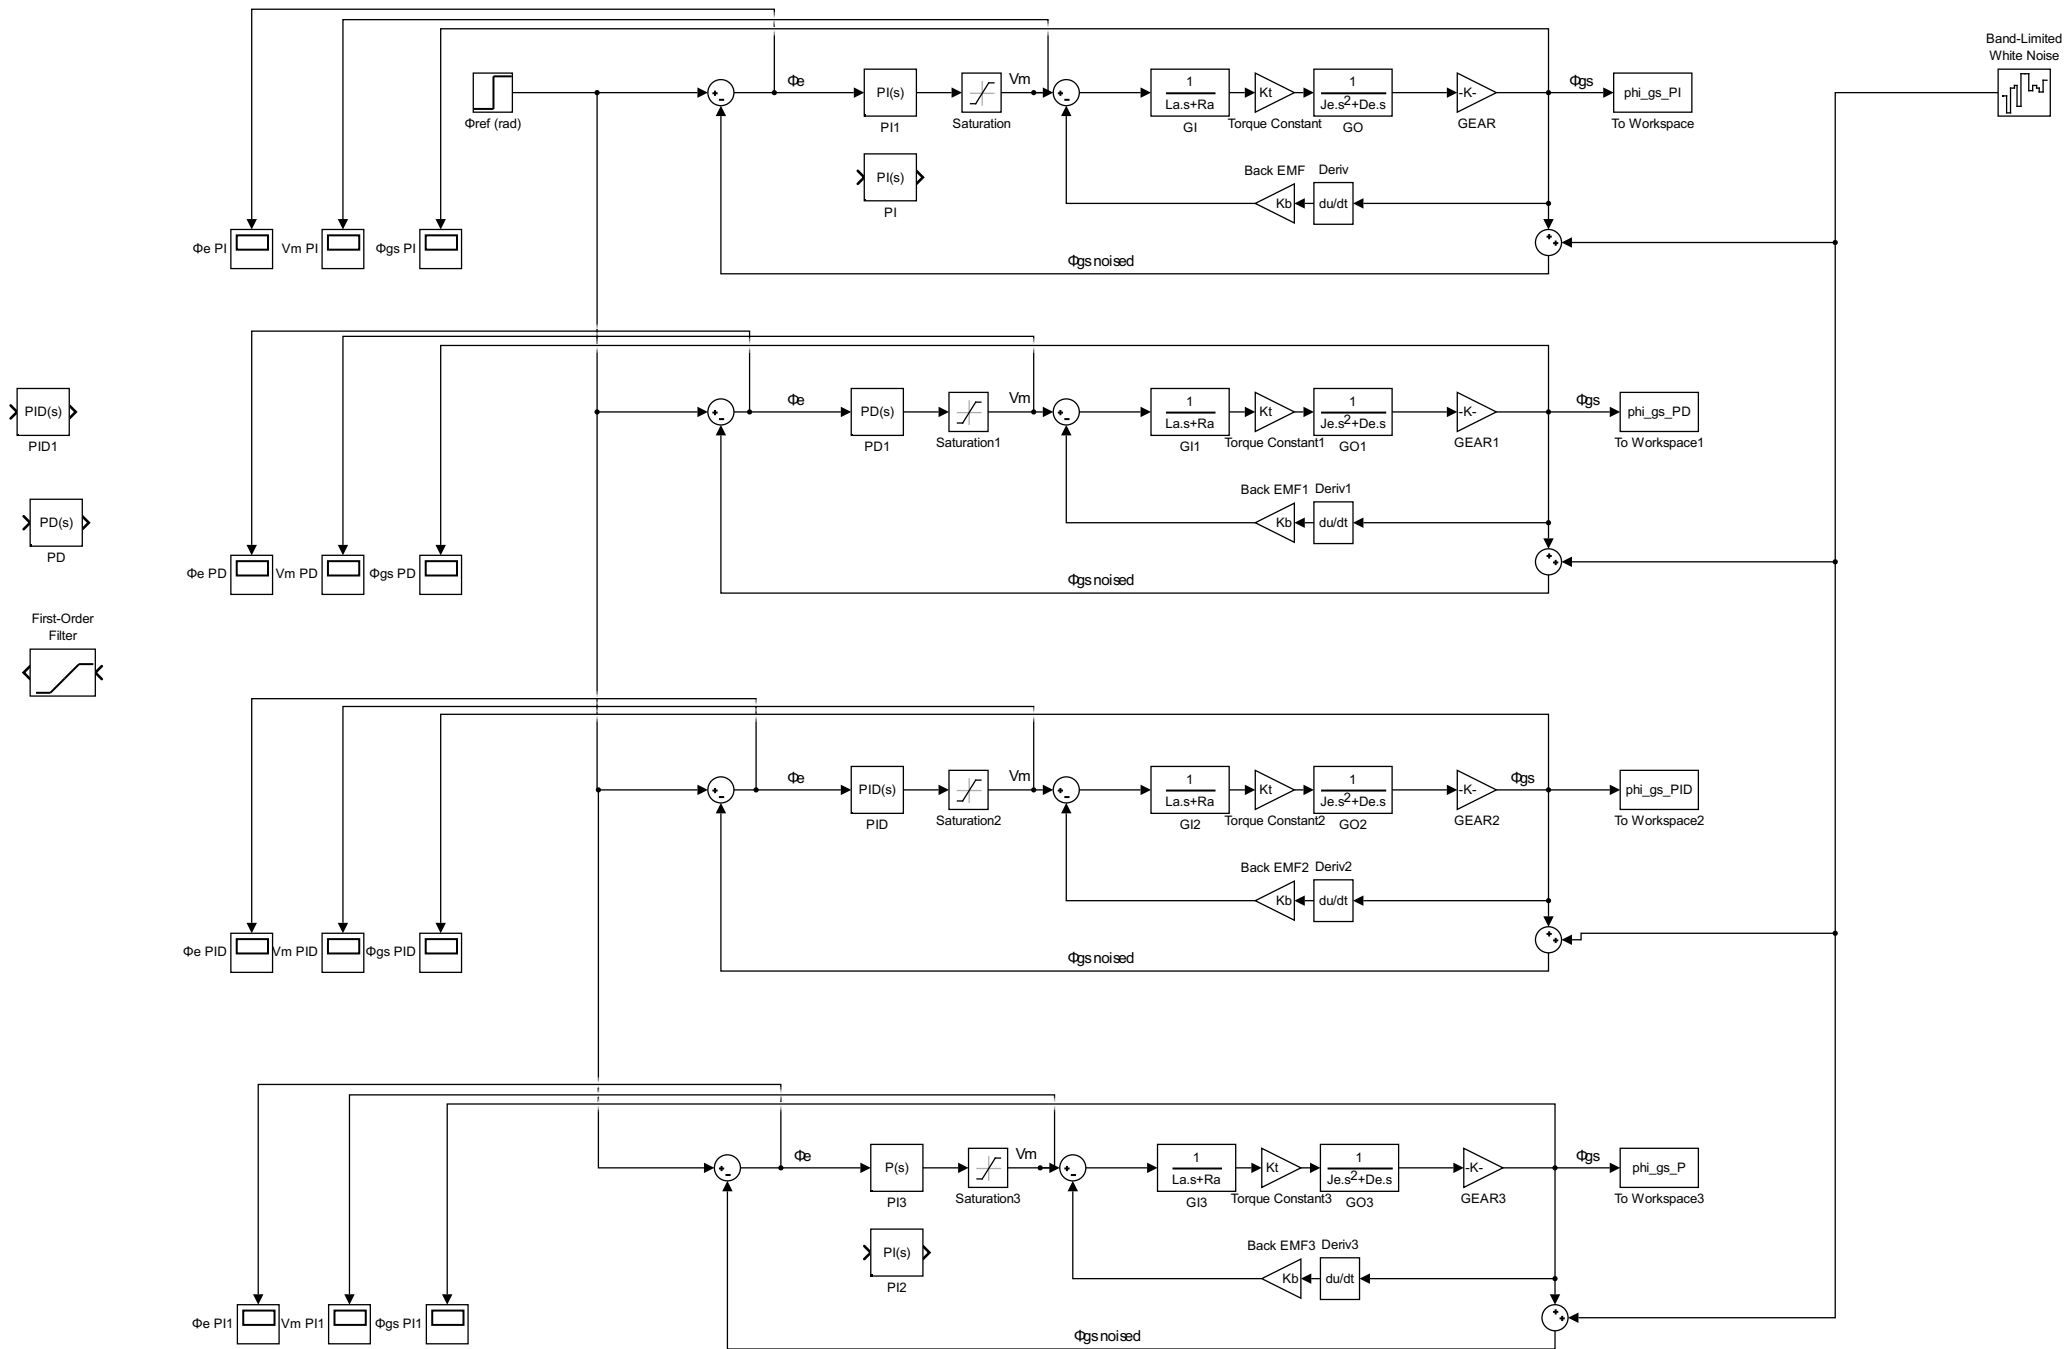 Band-Limited
White Noise
Φref (rad)
Φe
PI(s)
PI1
Saturation
Vm
1
La.s+Ra
GI
Kt
Torque Constant
1
Je.s²+De.s
GO
-K-
GEAR
Φgs
phi_gs_PI
To Workspace
PI(s)
PI
Back EMF
Kb
Deriv
du/dt
Φe PI
Vm PI
Φgs PI
Φgs noised
PID(s)
PID1
PD(s)
PD
First-Order
Filter
Φe
PD(s)
PD1
Saturation1
Vm
1
La.s+Ra
GI1
Kt
Torque Constant1
1
Je.s²+De.s
GO1
-K-
GEAR1
Φgs
phi_gs_PD
To Workspace1
Back EMF1
Kb
Deriv1
du/dt
Φe PD
Vm PD
Φgs PD
Φgs noised
Φe
PID(s)
PID
Saturation2
Vm
1
La.s+Ra
GI2
Kt
Torque Constant2
1
Je.s²+De.s
GO2
-K-
GEAR2
Φgs
phi_gs_PID
To Workspace2
Back EMF2
Kb
Deriv2
du/dt
Φe PID
Vm PID
Φgs PID
Φgs noised
Φe
P(s)
PI3
Saturation3
Vm
1
La.s+Ra
GI3
Kt
Torque Constant3
1
Je.s²+De.s
GO3
-K-
GEAR3
Φgs
phi_gs_P
To Workspace3
PI(s)
PI2
Back EMF3
Kb
Deriv3
du/dt
Φe PI1
Vm PI1
Φgs PI1
Φgs noised